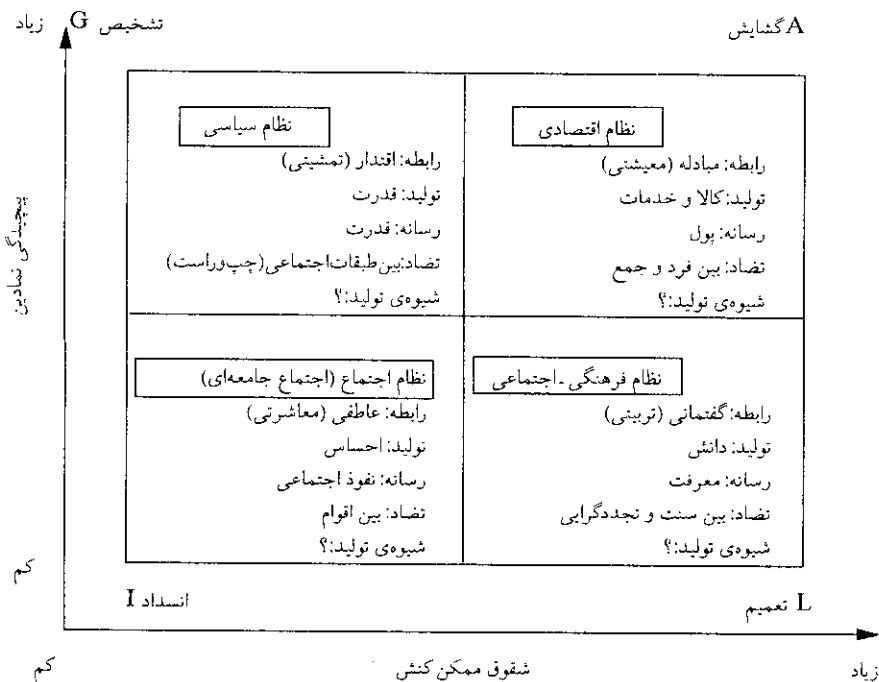 زیاد
G تشخیص
A گشایش
نظام اقتصادی
رابطه: مبادله (معیشتی)
تولید: کالا و خدمات
رسانه: پول
تضاد: بین فرد و جمع
شیوه‌ی تولید:؟
نظام سیاسی
رابطه: اقتدار (تمشیتی)
تولید: قدرت
رسانه: قدرت
تضاد:بین‌طبقات‌اجتماعی(چپ‌وراست)
شیوه‌ی تولید:؟
پیچیدگی نمادین
نظام فرهنگی ـ اجتماعی
رابطه: گفتمانی (تربیتی)
تولید: دانش
رسانه: معرفت
تضاد: بین سنت و تجددگرایی
شیوه‌ی تولید:؟
نظام اجتماع (اجتماع جامعه‌ای)
رابطه: عاطفی (معاشرتی)
تولید: احساس
رسانه: نفوذ اجتماعی
تضاد: بین اقوام
شیوه‌ی تولید:؟
کم
L تعمیم
I انسداد
کم
شقوق ممکن کنش
زیاد